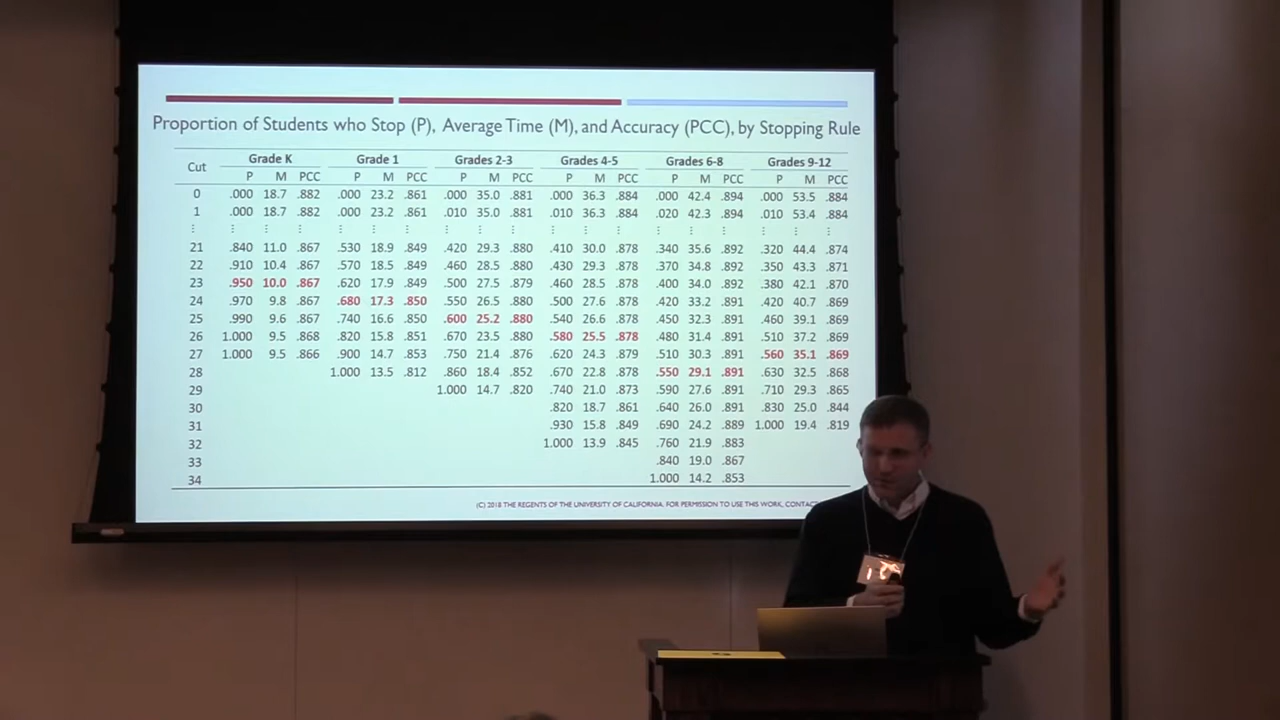 Proportion of Students who Stop (P), Average Time (M), and Accuracy (PCC), by Stopping Rule
Cut Grade K Grade 1 Grades 2-3 Grades 4-5 Grades 6-8 Grades 9-12
P M PCC P M PCC P M PCC P M PCC P M PCC P M PCC
0 .000 18.7 .882 .000 23.2 .861 .000 35.0 .881 .000 36.3 .884 .000 42.4 .894 .000 53.5 .884
1 .000 18.7 .882 .000 23.2 .861 .010 35.0 .881 .010 36.3 .884 .020 42.3 .894 .010 53.4 .884
⋮ ⋮ ⋮ ⋮ ⋮ ⋮ ⋮ ⋮ ⋮ ⋮ ⋮ ⋮ ⋮ ⋮ ⋮ ⋮ ⋮ ⋮ ⋮
21 .840 11.0 .867 .530 18.9 .849 .420 29.3 .880 .410 30.0 .878 .340 35.6 .892 .320 44.4 .874
22 .910 10.4 .867 .570 18.5 .849 .460 28.5 .880 .430 29.3 .878 .370 34.8 .892 .350 43.3 .871
23 .950 10.0 .867 .620 17.9 .849 .500 27.5 .879 .460 28.5 .878 .400 34.0 .892 .380 42.1 .870
24 .970 9.8 .867 .680 17.3 .850 .550 26.5 .880 .500 27.6 .878 .420 33.2 .891 .420 40.7 .869
25 .990 9.6 .867 .740 16.6 .850 .600 25.2 .880 .540 26.6 .878 .450 32.3 .891 .460 39.1 .869
26 1.000 9.5 .868 .820 15.8 .851 .670 23.5 .880 .580 25.5 .878 .480 31.4 .891 .510 37.2 .869
27 1.000 9.5 .866 .900 14.7 .853 .750 21.4 .876 .620 24.3 .879 .510 30.3 .891 .560 35.1 .869
28 1.000 13.5 .812 .860 18.4 .852 .670 22.8 .878 .550 29.1 .891 .630 32.5 .868
29 1.000 14.7 .820 .740 21.0 .873 .590 27.6 .891 .710 29.3 .865
30 .820 18.7 .861 .640 26.0 .891 .830 25.0 .844
31 .930 15.8 .849 .690 24.2 .889 1.000 19.4 .819
32 1.000 13.9 .845 .760 21.9 .883
33 .840 19.0 .867
34 1.000 14.2 .853
(C) 2018 THE REGENTS OF THE UNIVERSITY OF CALIFORNIA. FOR PERMISSION TO USE THIS WORK,